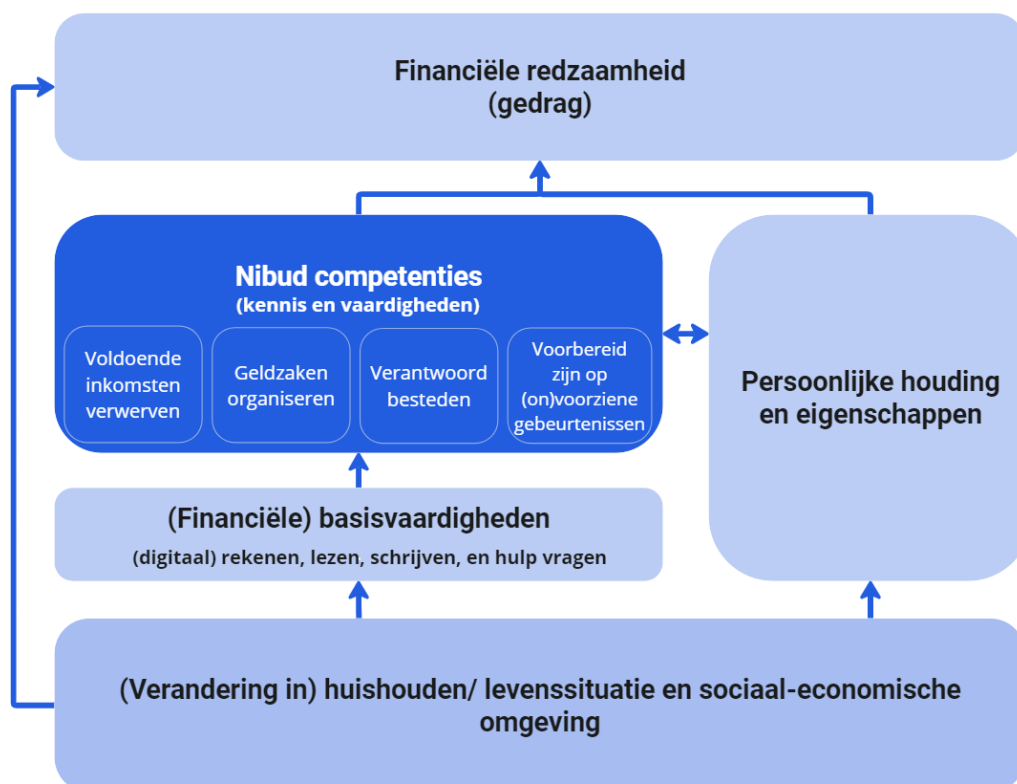 Financiële redzaamheid
(gedrag)
Nibud competenties
(kennis en vaardigheden)
Voldoende
inkomsten
verwerven
Geldzaken
organiseren
Verantwoord
besteden
Voorbereid
zijn op
(on)voorziene
gebeurtenissen
Persoonlijke houding
en eigenschappen
(Financiële) basisvaardigheden
(digitaal) rekenen, lezen, schrijven, en hulp vragen
(Verandering in) huishouden/ levenssituatie en sociaal-economische
omgeving